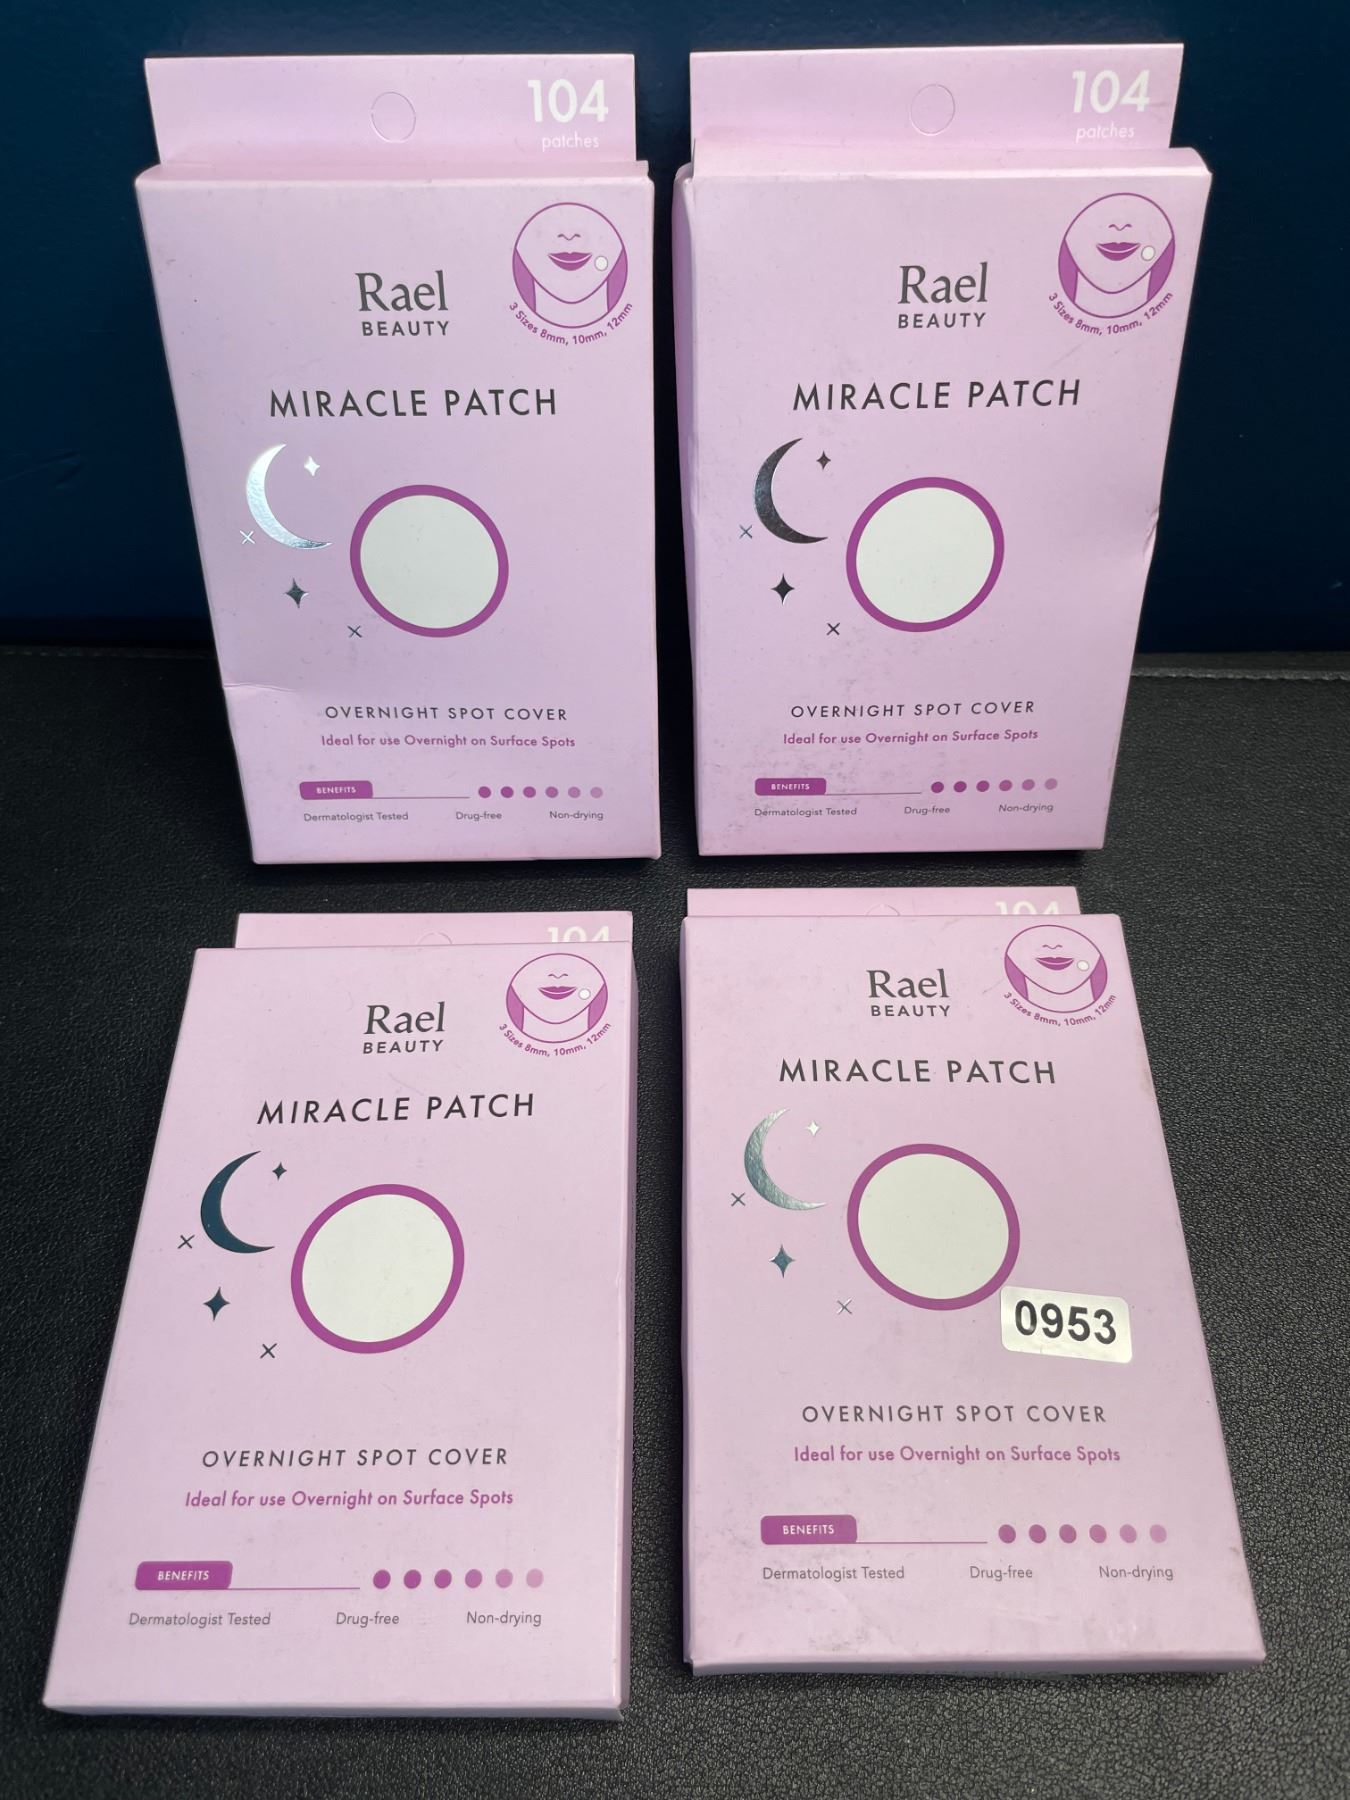 104
patches
Rael
BEAUTY
3 Sizes 8mm, 10mm, 12mm
MIRACLE PATCH
OVERNIGHT SPOT COVER
Ideal for use Overnight on Surface Spots
BENEFITS
Dermatologist Tested Drug-free Non-drying
104
patches
Rael
BEAUTY
3 Sizes 8mm, 10mm, 12mm
MIRACLE PATCH
OVERNIGHT SPOT COVER
Ideal for use Overnight on Surface Spots
BENEFITS
Dermatologist Tested Drug-free Non-drying
104
Rael
BEAUTY
3 Sizes 8mm, 10mm, 12mm
MIRACLE PATCH
OVERNIGHT SPOT COVER
Ideal for use Overnight on Surface Spots
BENEFITS
Dermatologist Tested Drug-free Non-drying
104
Rael
BEAUTY
3 Sizes 8mm, 10mm, 12mm
MIRACLE PATCH
0953
OVERNIGHT SPOT COVER
Ideal for use Overnight on Surface Spots
BENEFITS
Dermatologist Tested Drug-free Non-drying